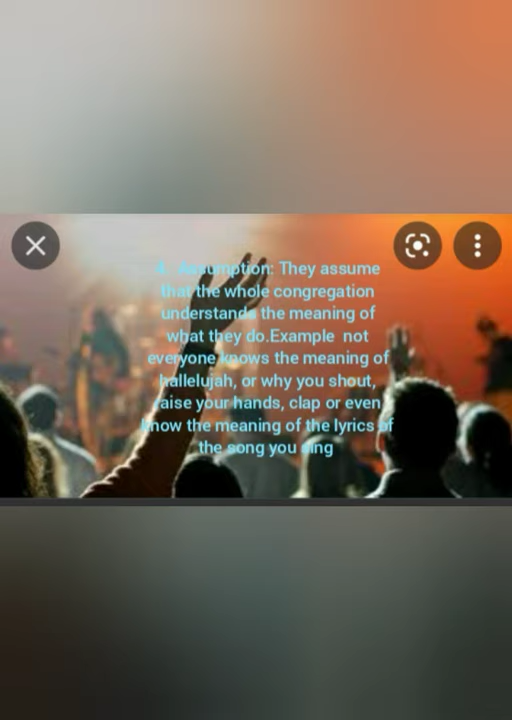 4. Assumption: They assume
that the whole congregation
understands the meaning of
what they do.Example not
everyone knows the meaning of
hallelujah, or why you shout,
raise your hands, clap or even
know the meaning of the lyrics of
the song you sing